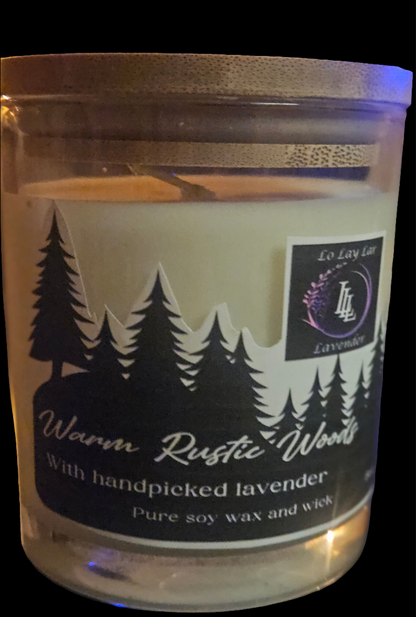 Lo Lay Lar
LLL
Lavender
Warm Rustic Woods
With handpicked lavender
Pure soy wax and wick